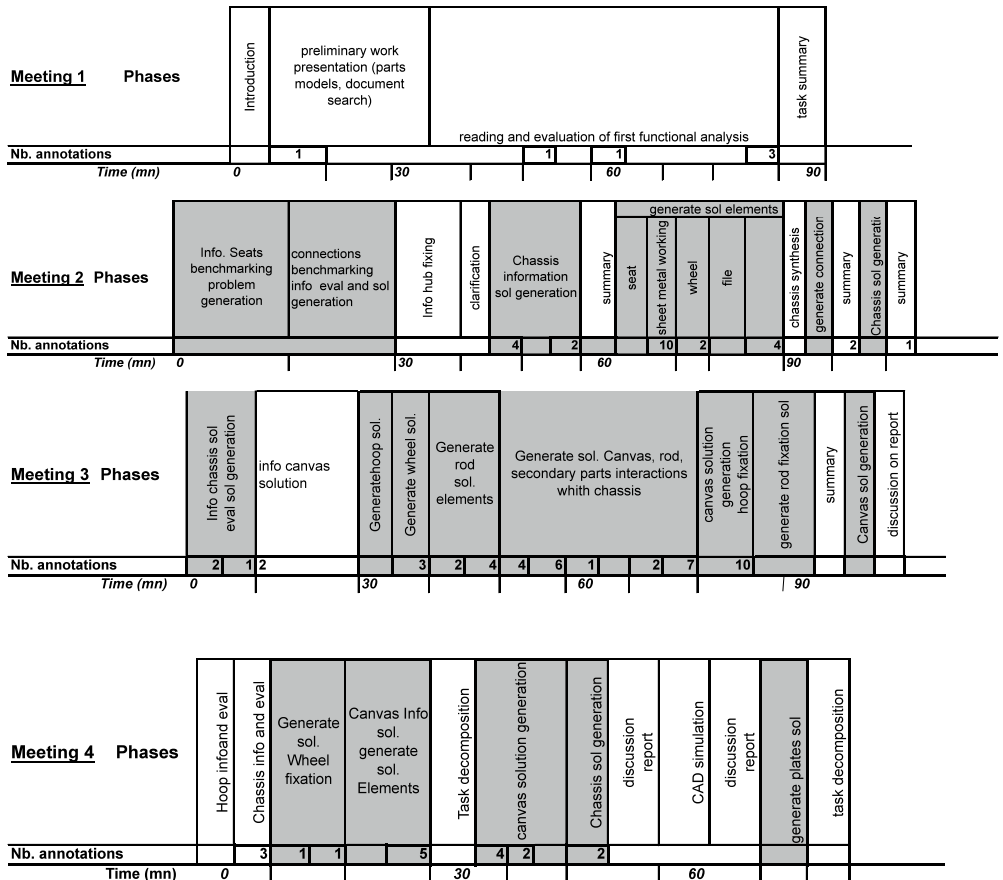 Meeting 1 Phases
Introduction
preliminary work
presentation (parts
models, document
search)
reading and evaluation of first functional analysis
task summary
Nb. annotations
1
1
1
3
Time (mn)
0
30
60
90
Meeting 2 Phases
Info. Seats
benchmarking
problem
generation
connections
benchmarking
info eval and sol
generation
Info hub fixing
clarification
Chassis
information
sol generation
summary
generate sol elements
seat
sheet metal working
wheel
file
chassis synthesis
generate connection
summary
Chassis sol generatic
summary
Nb. annotations
4
2
10
2
4
2
1
Time (mn)
0
30
60
90
Meeting 3 Phases
Info chassis sol
eval sol generation
info canvas
solution
Generatehoop sol.
Generate wheel sol.
Generate
rod
sol.
elements
Generate sol. Canvas, rod,
secondary parts interactions
whith chassis
canvas solution
generation
hoop fixation
generate rod fixation sol
summary
Canvas sol generation
discussion on report
Nb. annotations
2
1
2
3
2
4
4
6
1
2
7
10
Time (mn)
0
30
60
90
Meeting 4 Phases
Hoop infoand eval
Chassis info and eval
Generate
sol.
Wheel
fixation
Canvas Info
sol.
generate
sol.
Elements
Task decomposition
canvas solution generation
Chassis sol generation
discussion
report
CAD simulation
discussion
report
generate plates sol
task decomposition
Nb. annotations
3
1
1
5
4
2
2
Time (mn)
0
30
60